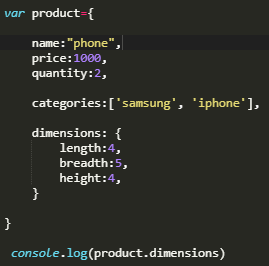 var product={
name:"phone",
price:1000,
quantity:2,
categories:['samsung', 'iphone'],
dimensions: {
length:4,
breadth:5,
height:4,
}
}
console.log(product.dimensions)